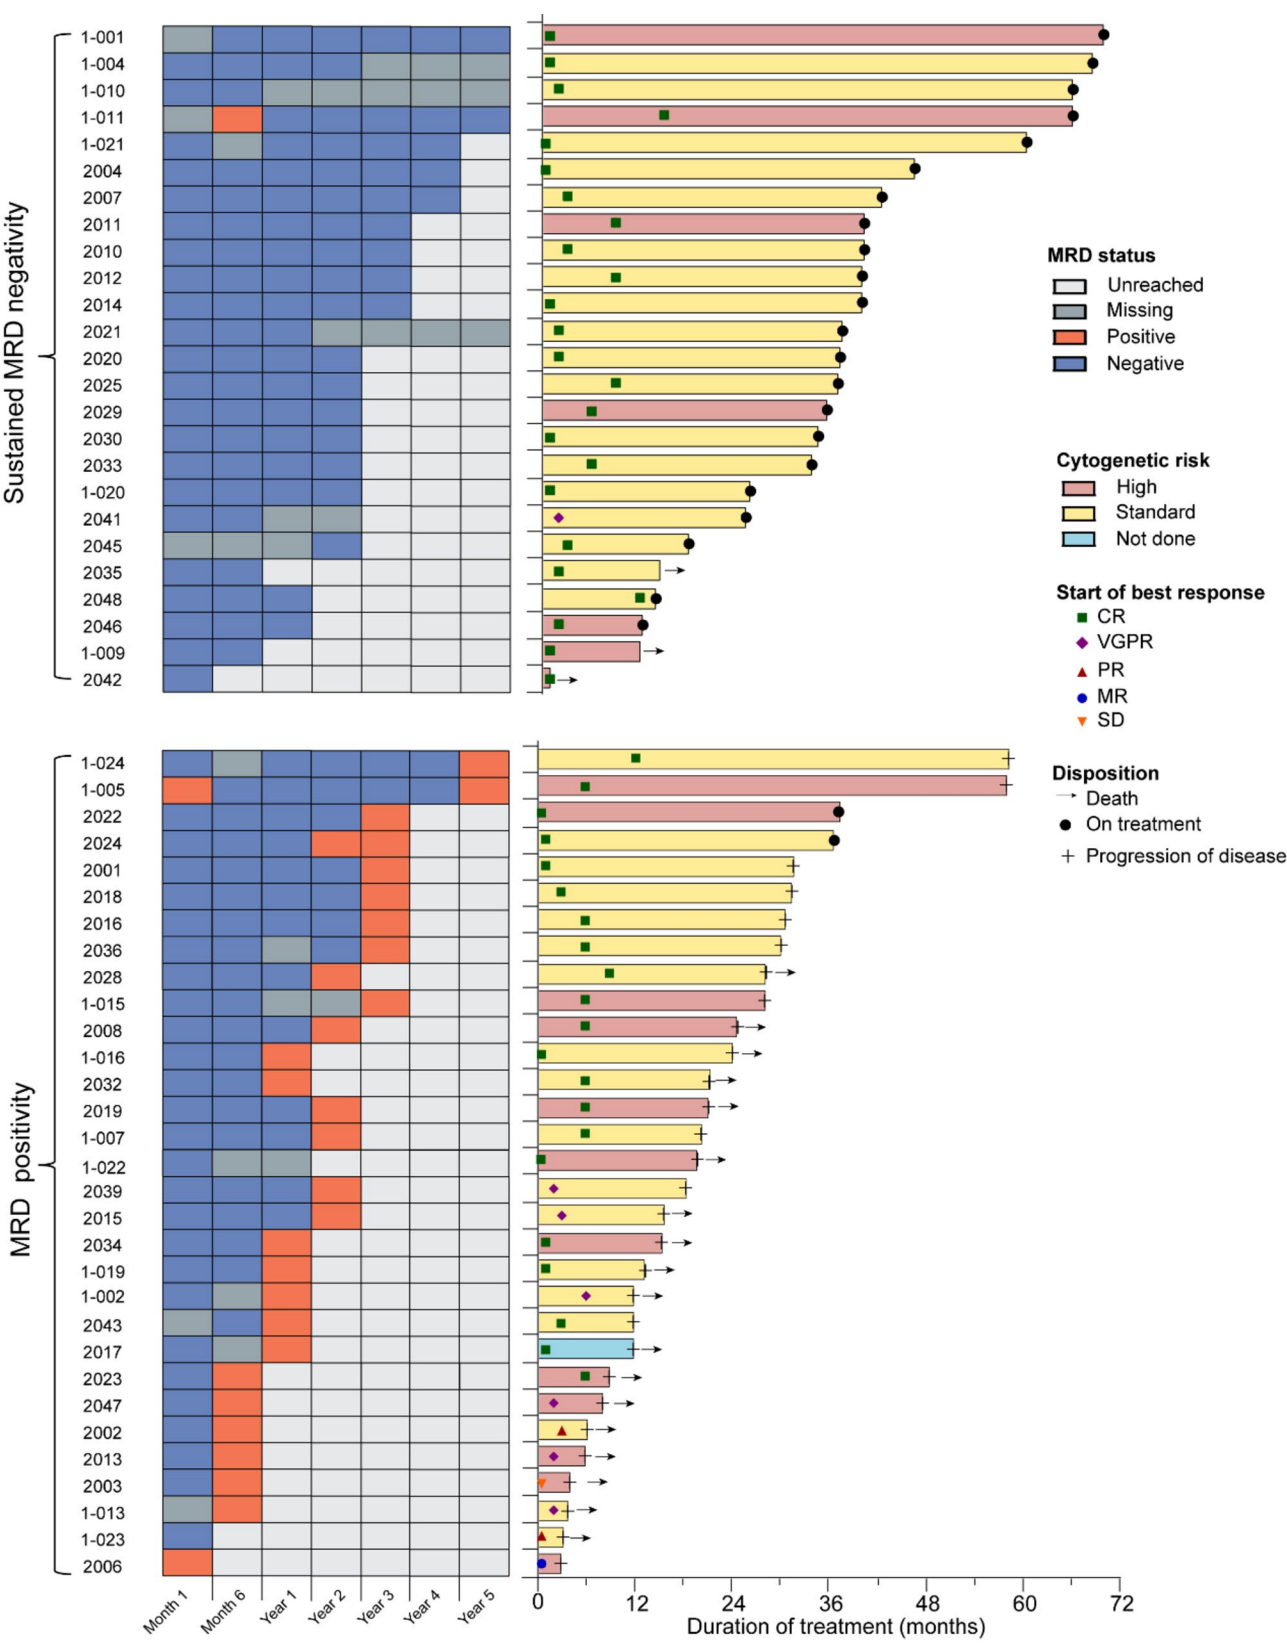 Sustained MRD negativity
1-001
1-004
1-010
1-011
1-021
2004
2007
2011
2010
2012
2014
2021
2020
2025
2029
2030
2033
1-020
2041
2045
2035
2048
2046
1-009
2042
MRD status
Unreached
Missing
Positive
Negative
Cytogenetic risk
High
Standard
Not done
Start of best response
CR
VGPR
PR
MR
SD
Disposition
Death
On treatment
Progression of disease
MRD positivity
1-024
1-005
2022
2024
2001
2018
2016
2036
2028
1-015
2008
1-016
2032
2019
1-007
1-022
2039
2015
2034
1-019
1-002
2043
2017
2023
2047
2002
2013
2003
1-013
1-023
2006
Month 1 Month 6 Year 1 Year 2 Year 3 Year 4 Year 5
0 12 24 36 48 60 72
Duration of treatment (months)